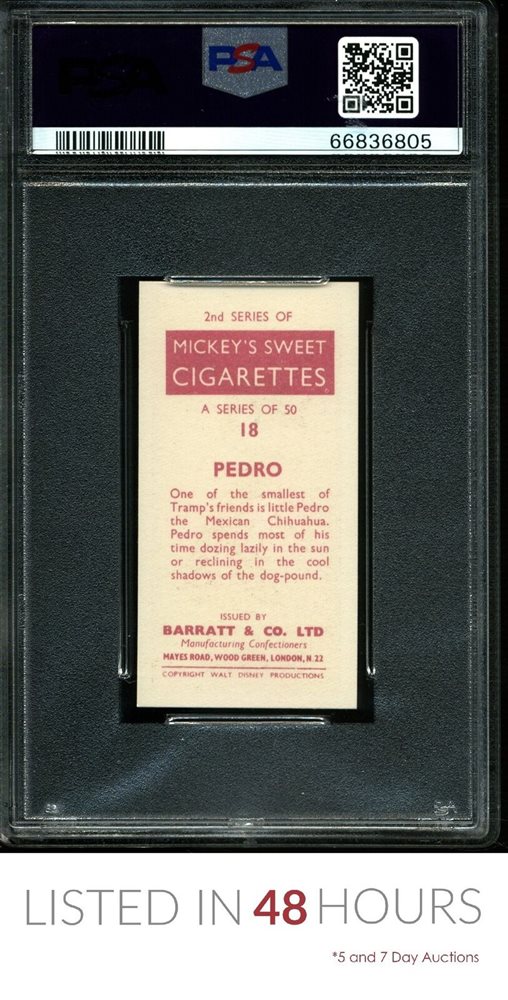 PSA
PSA
66836805
2nd SERIES OF
MICKEY'S SWEET
CIGARETTES
A SERIES OF 50
18
PEDRO
One of the smallest of
Tramp's friends is little Pedro
the Mexican Chihuahua.
Pedro spends most of his
time dozing lazily in the sun
or reclining in the cool
shadows of the dog-pound.
ISSUED BY
BARRATT & CO. LTD
Manufacturing Confectioners
MAYES ROAD, WOOD GREEN, LONDON, N.22
COPYRIGHT WALT DISNEY PRODUCTIONS
LISTED IN 48 HOURS
*5 and 7 Day Auctions